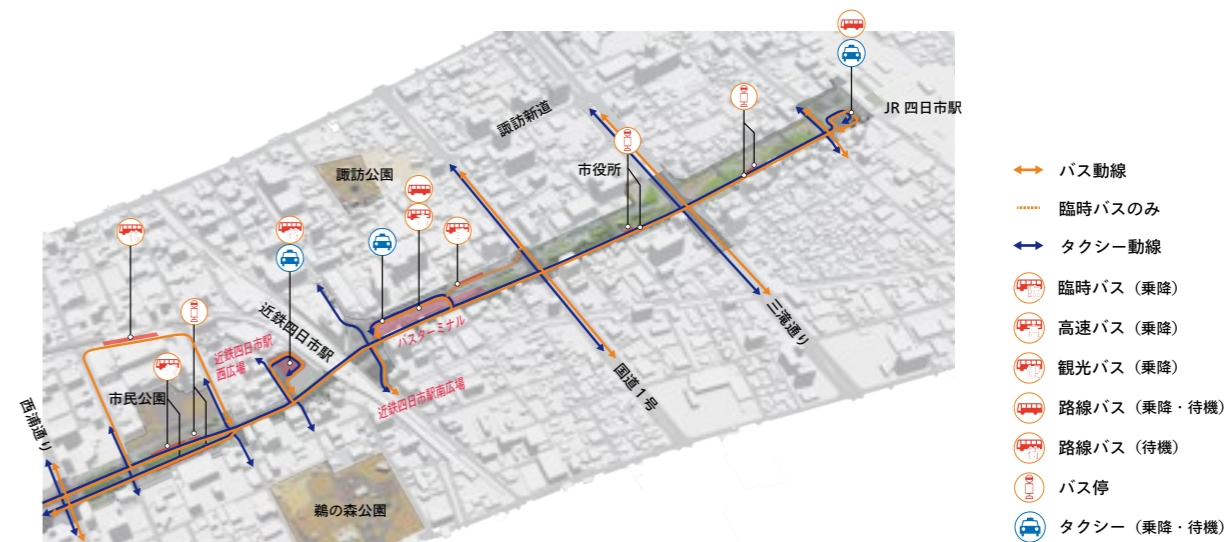 JR 四日市駅
諏訪新道
市役所
諏訪公園
三滝通り
近鉄四日市駅
バスターミナル
近鉄四日市駅
西広場
近鉄四日市駅南広場
国道1号
市民公園
西浦通り
鵜の森公園
バス動線
臨時バスのみ
タクシー動線
臨時バス（乗降）
高速バス（乗降）
観光バス（乗降）
路線バス（乗降・待機）
路線バス（待機）
バス停
タクシー（乗降・待機）